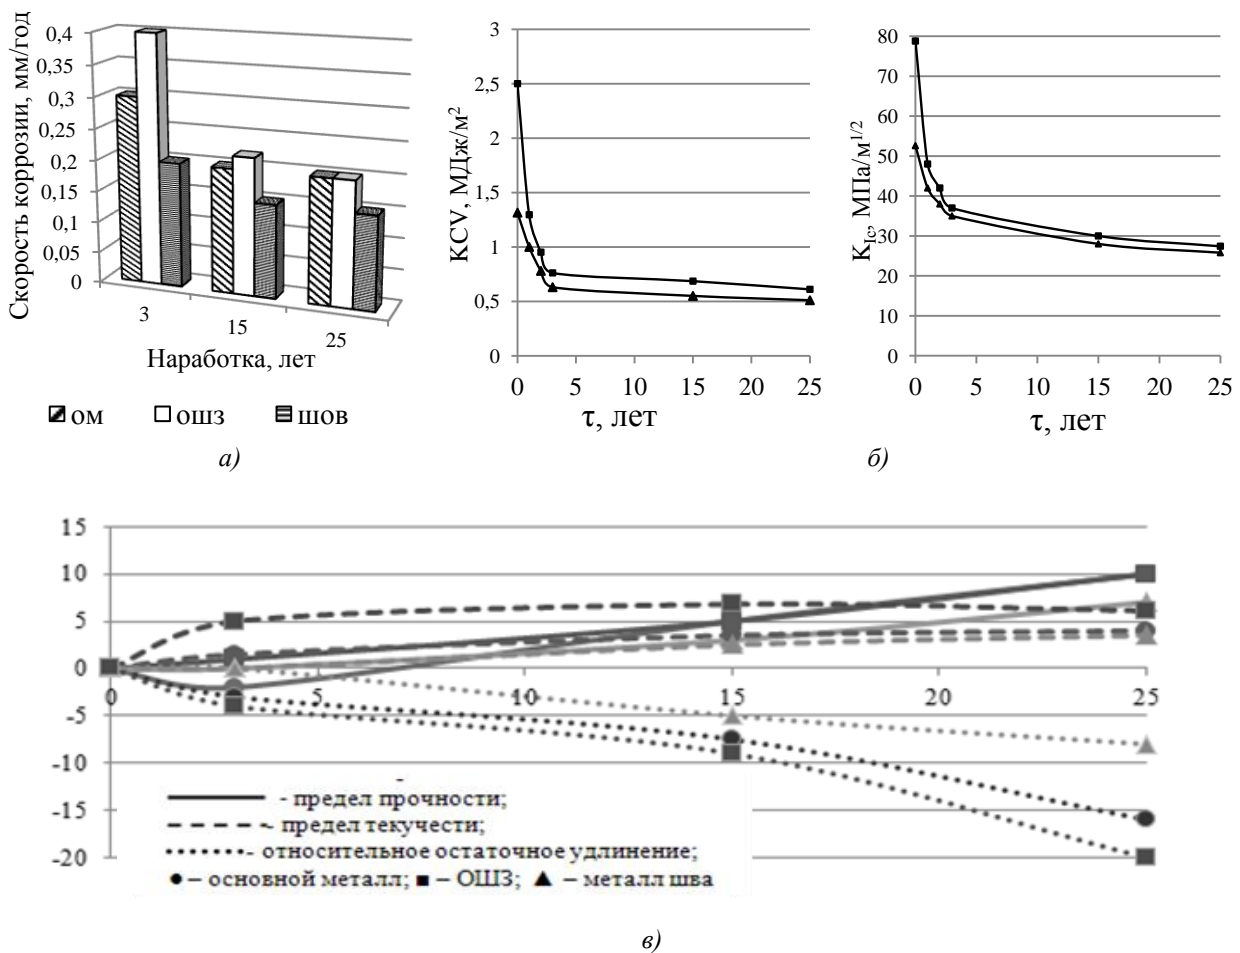 Скорость коррозии, мм/год
0,4
0,35
0,3
0,25
0,2
0,15
0,1
0,05
0
3
15
25
Наработка, лет
ом
ошз
шов
а)
KCV, МДж/м²
3
2,5
2
1,5
1
0,5
0
0 5 10 15 20 25
τ, лет
K_Ic, МПа/м^1/2
80
70
60
50
40
30
20
10
0
0 5 10 15 20 25
τ, лет
б)
15
10
5
0
-5
-10
-15
-20
0 5 10 15 20 25
- предел прочности;
- предел текучести;
- относительное остаточное удлинение;
● – основной металл; ■ – ОШЗ; ▲ – металл шва
в)